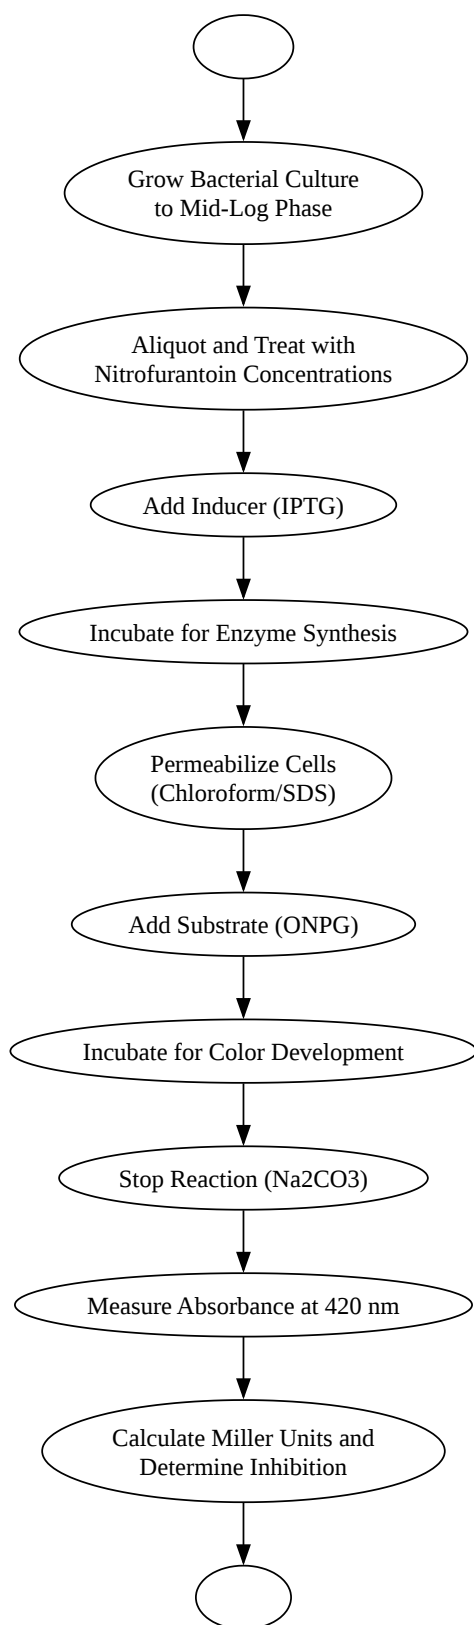 Grow Bacterial Culture
to Mid-Log Phase
Aliquot and Treat with
Nitrofurantoin Concentrations
Add Inducer (IPTG)
Incubate for Enzyme Synthesis
Permeabilize Cells
(Chloroform/SDS)
Add Substrate (ONPG)
Incubate for Color Development
Stop Reaction (Na2CO3)
Measure Absorbance at 420 nm
Calculate Miller Units and
Determine Inhibition